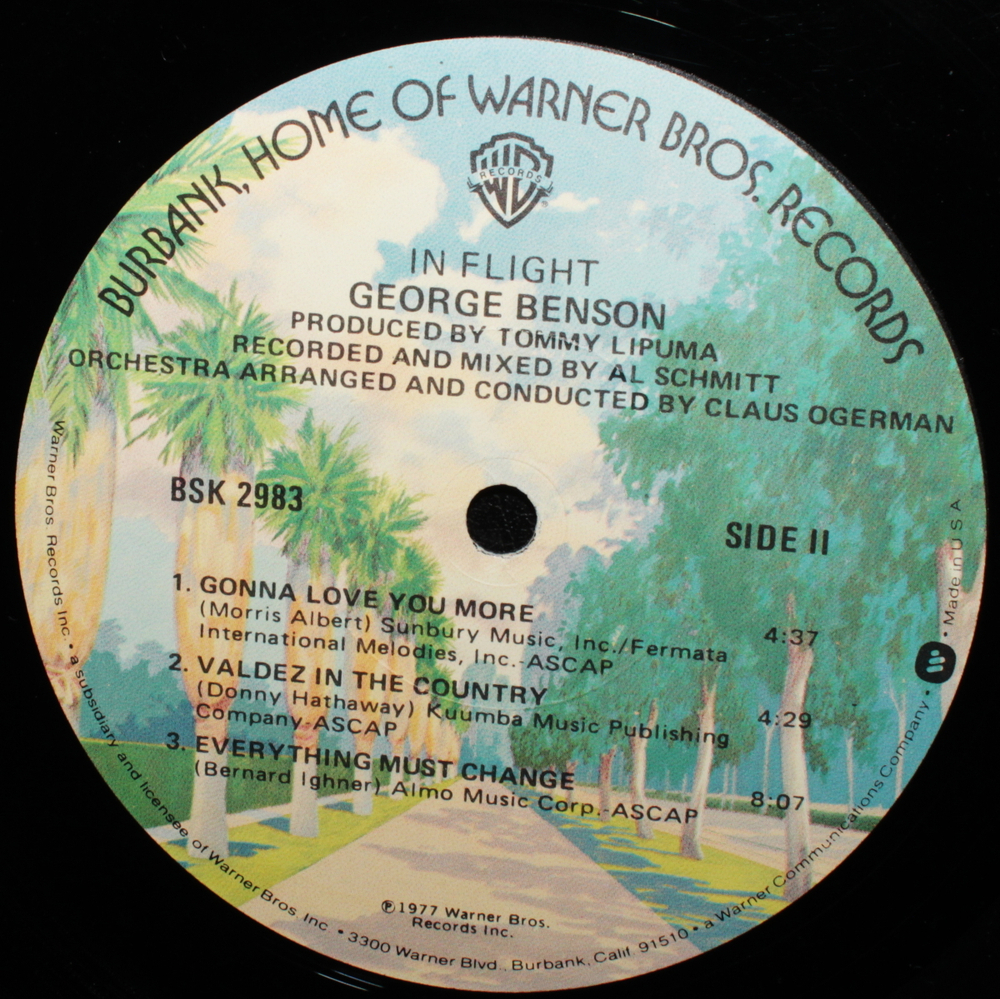 BURBANK, HOME OF WARNER BROS. RECORDS
RECORDS
IN FLIGHT
GEORGE BENSON
PRODUCED BY TOMMY LIPUMA
RECORDED AND MIXED BY AL SCHMITT
ORCHESTRA ARRANGED AND CONDUCTED BY CLAUS OGERMAN
BSK 2983
SIDE II
1. GONNA LOVE YOU MORE
(Morris Albert) Sunbury Music, Inc./Fermata 4:37
International Melodies, Inc.-ASCAP
2. VALDEZ IN THE COUNTRY
(Donny Hathaway) Kuumba Music Publishing 4:29
Company-ASCAP
3. EVERYTHING MUST CHANGE
(Bernard Ighner) Almo Music Corp.-ASCAP 8:07
℗1977 Warner Bros.
Records Inc.
Warner Bros. Records Inc. • a subsidiary and licensee of Warner Bros. Inc. • 3300 Warner Blvd., Burbank, Calif. 91510 • a Warner Communications Company • Made in U S A